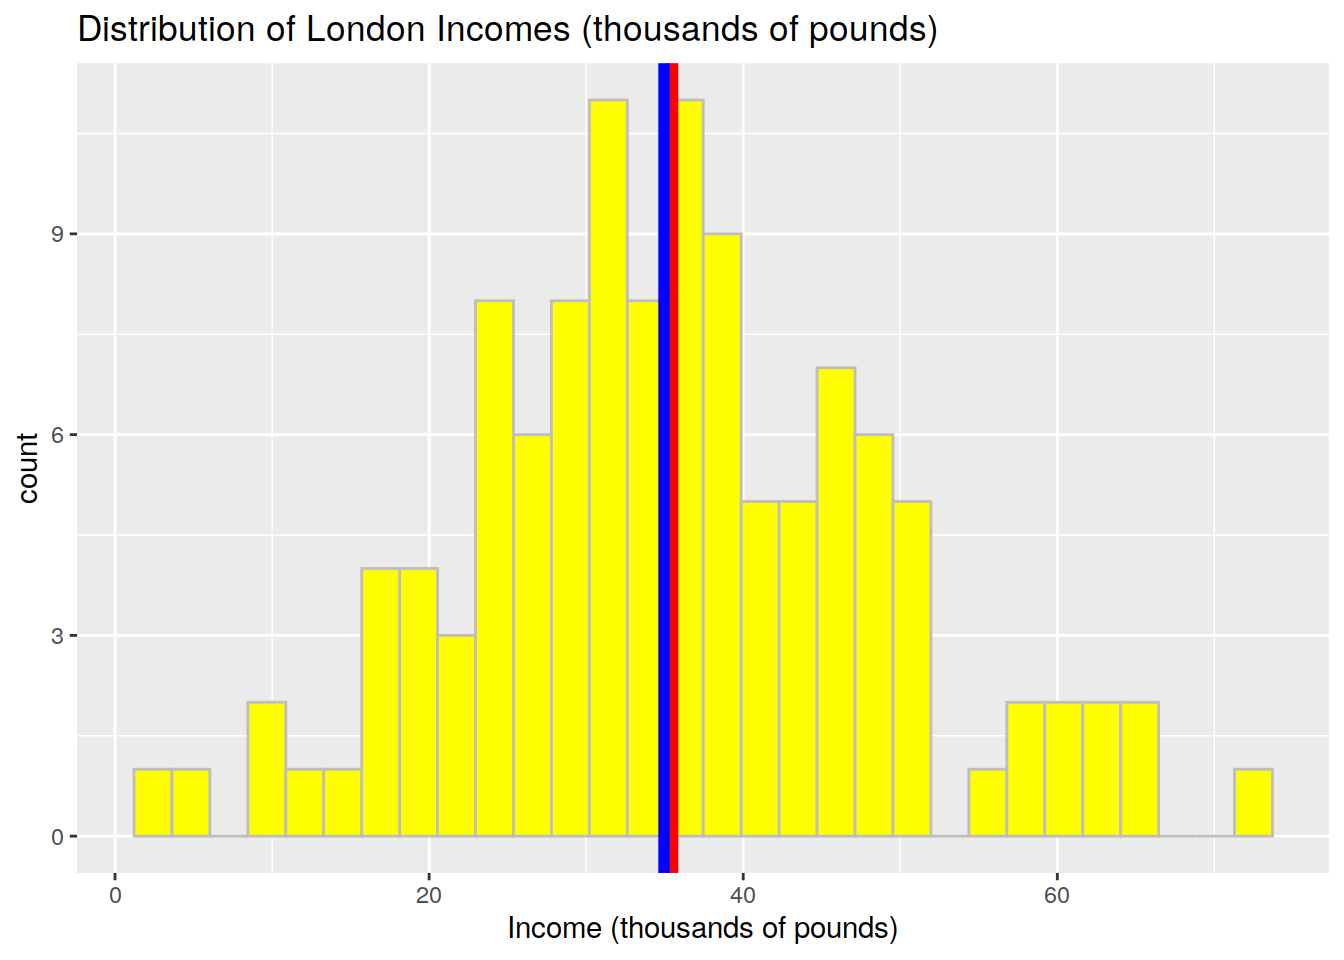 Distribution of London Incomes (thousands of pounds)
9
6
3
0
count
0 20 40 60
Income (thousands of pounds)